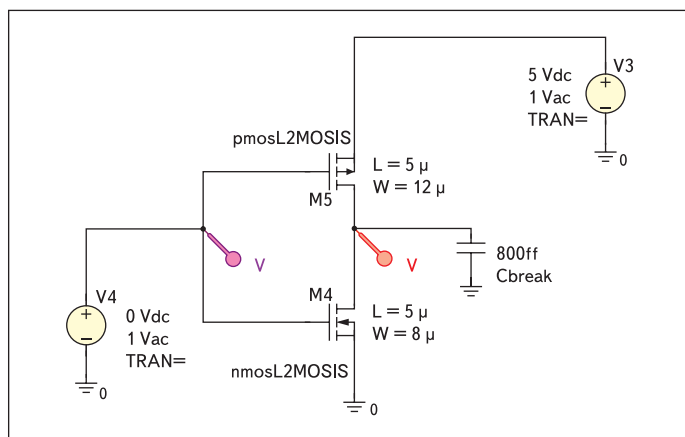 V3
5 Vdc
1 Vac
TRAN=
0
pmosL2MOSIS
L = 5 µ
W = 12 µ
M5
V
V
800ff
Cbreak
V4
0 Vdc
1 Vac
TRAN=
0
M4
L = 5 µ
W = 8 µ
nmosL2MOSIS
0